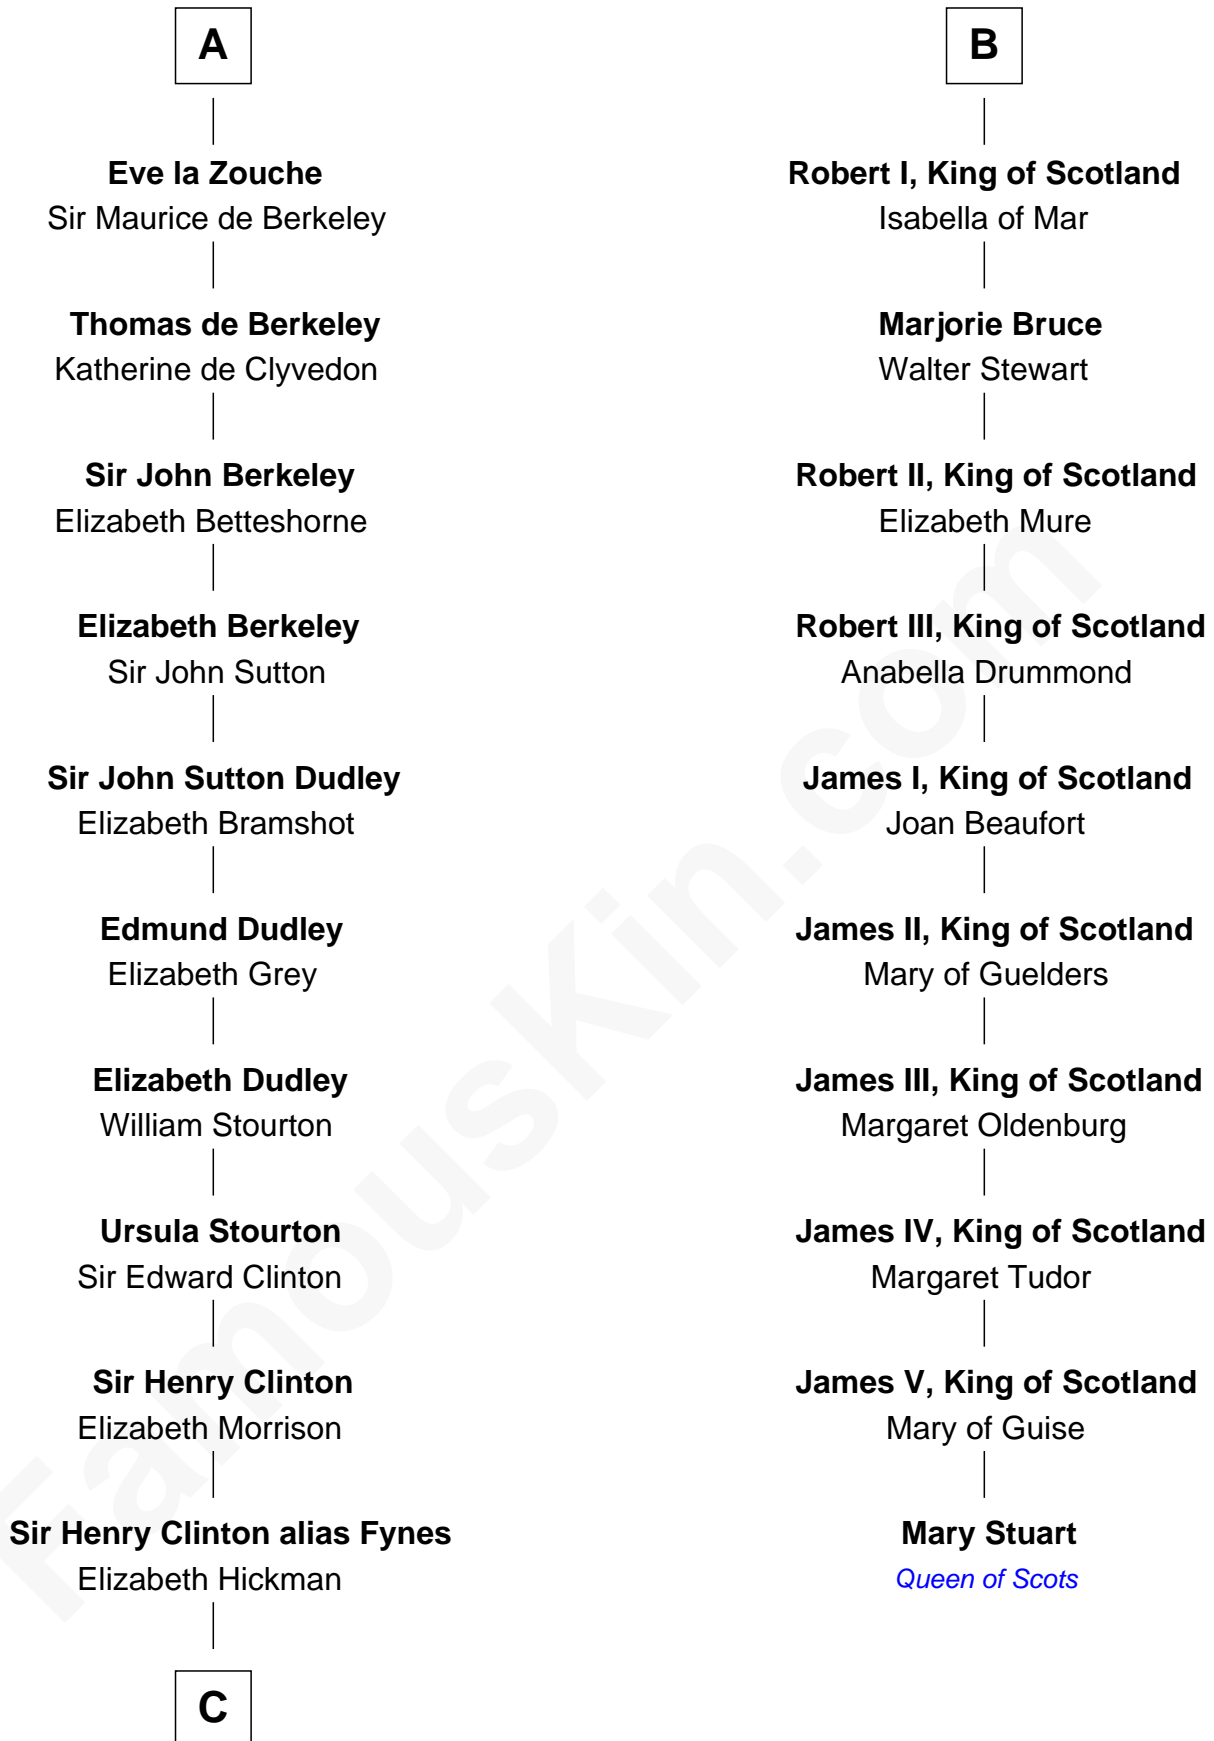 A
Eve la Zouche
Sir Maurice de Berkeley
Thomas de Berkeley
Katherine de Clyvedon
Sir John Berkeley
Elizabeth Betteshorne
Elizabeth Berkeley
Sir John Sutton
Sir John Sutton Dudley
Elizabeth Bramshot
Edmund Dudley
Elizabeth Grey
Elizabeth Dudley
William Stourton
Ursula Stourton
Sir Edward Clinton
Sir Henry Clinton
Elizabeth Morrison
Sir Henry Clinton alias Fynes
Elizabeth Hickman
C
B
Robert I, King of Scotland
Isabella of Mar
Marjorie Bruce
Walter Stewart
Robert II, King of Scotland
Elizabeth Mure
Robert III, King of Scotland
Anabella Drummond
James I, King of Scotland
Joan Beaufort
James II, King of Scotland
Mary of Guelders
James III, King of Scotland
Margaret Oldenburg
James IV, King of Scotland
Margaret Tudor
James V, King of Scotland
Mary of Guise
Mary Stuart
Queen of Scots
FamousKin.com